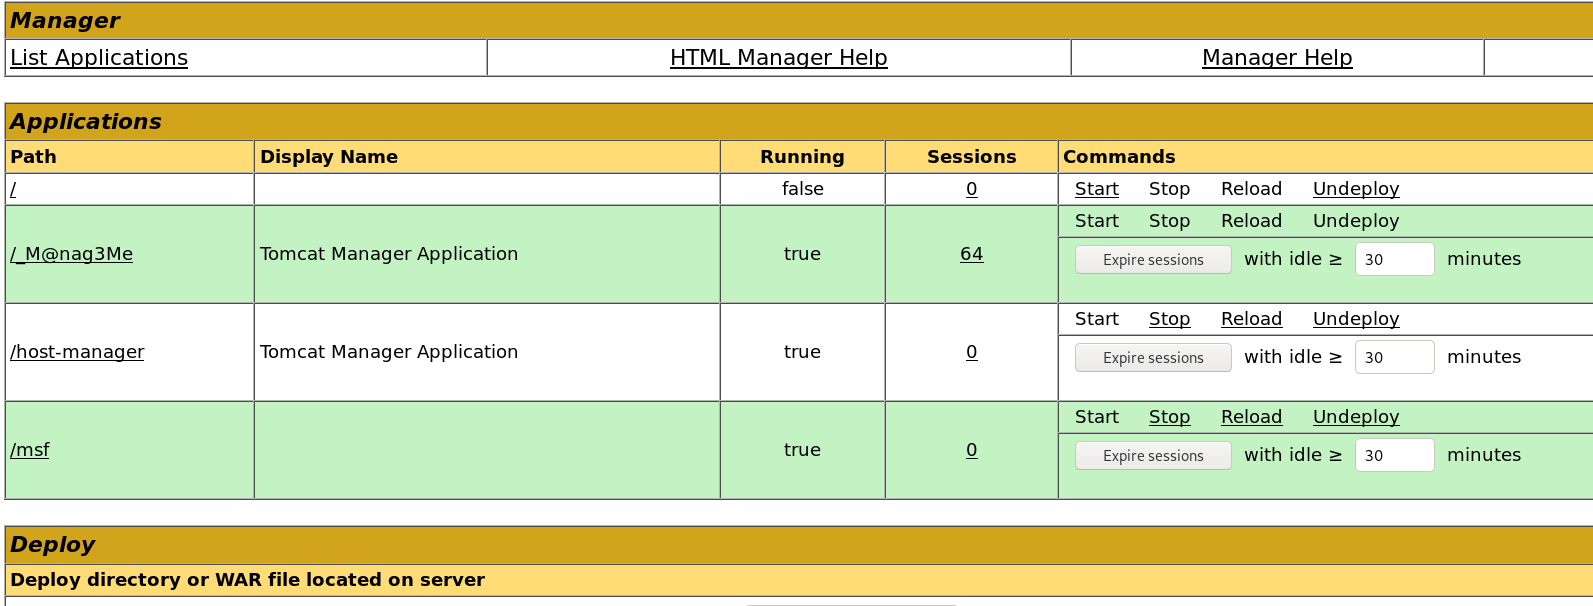 Manager
List Applications HTML Manager Help Manager Help
Applications
Path Display Name Running Sessions Commands
/ false 0 Start Stop Reload Undeploy
Start Stop Reload Undeploy
/_M@nag3Me Tomcat Manager Application true 64 Expire sessions with idle ≥ 30 minutes
Start Stop Reload Undeploy
/host-manager Tomcat Manager Application true 0 Expire sessions with idle ≥ 30 minutes
Start Stop Reload Undeploy
/msf true 0 Expire sessions with idle ≥ 30 minutes
Deploy
Deploy directory or WAR file located on server